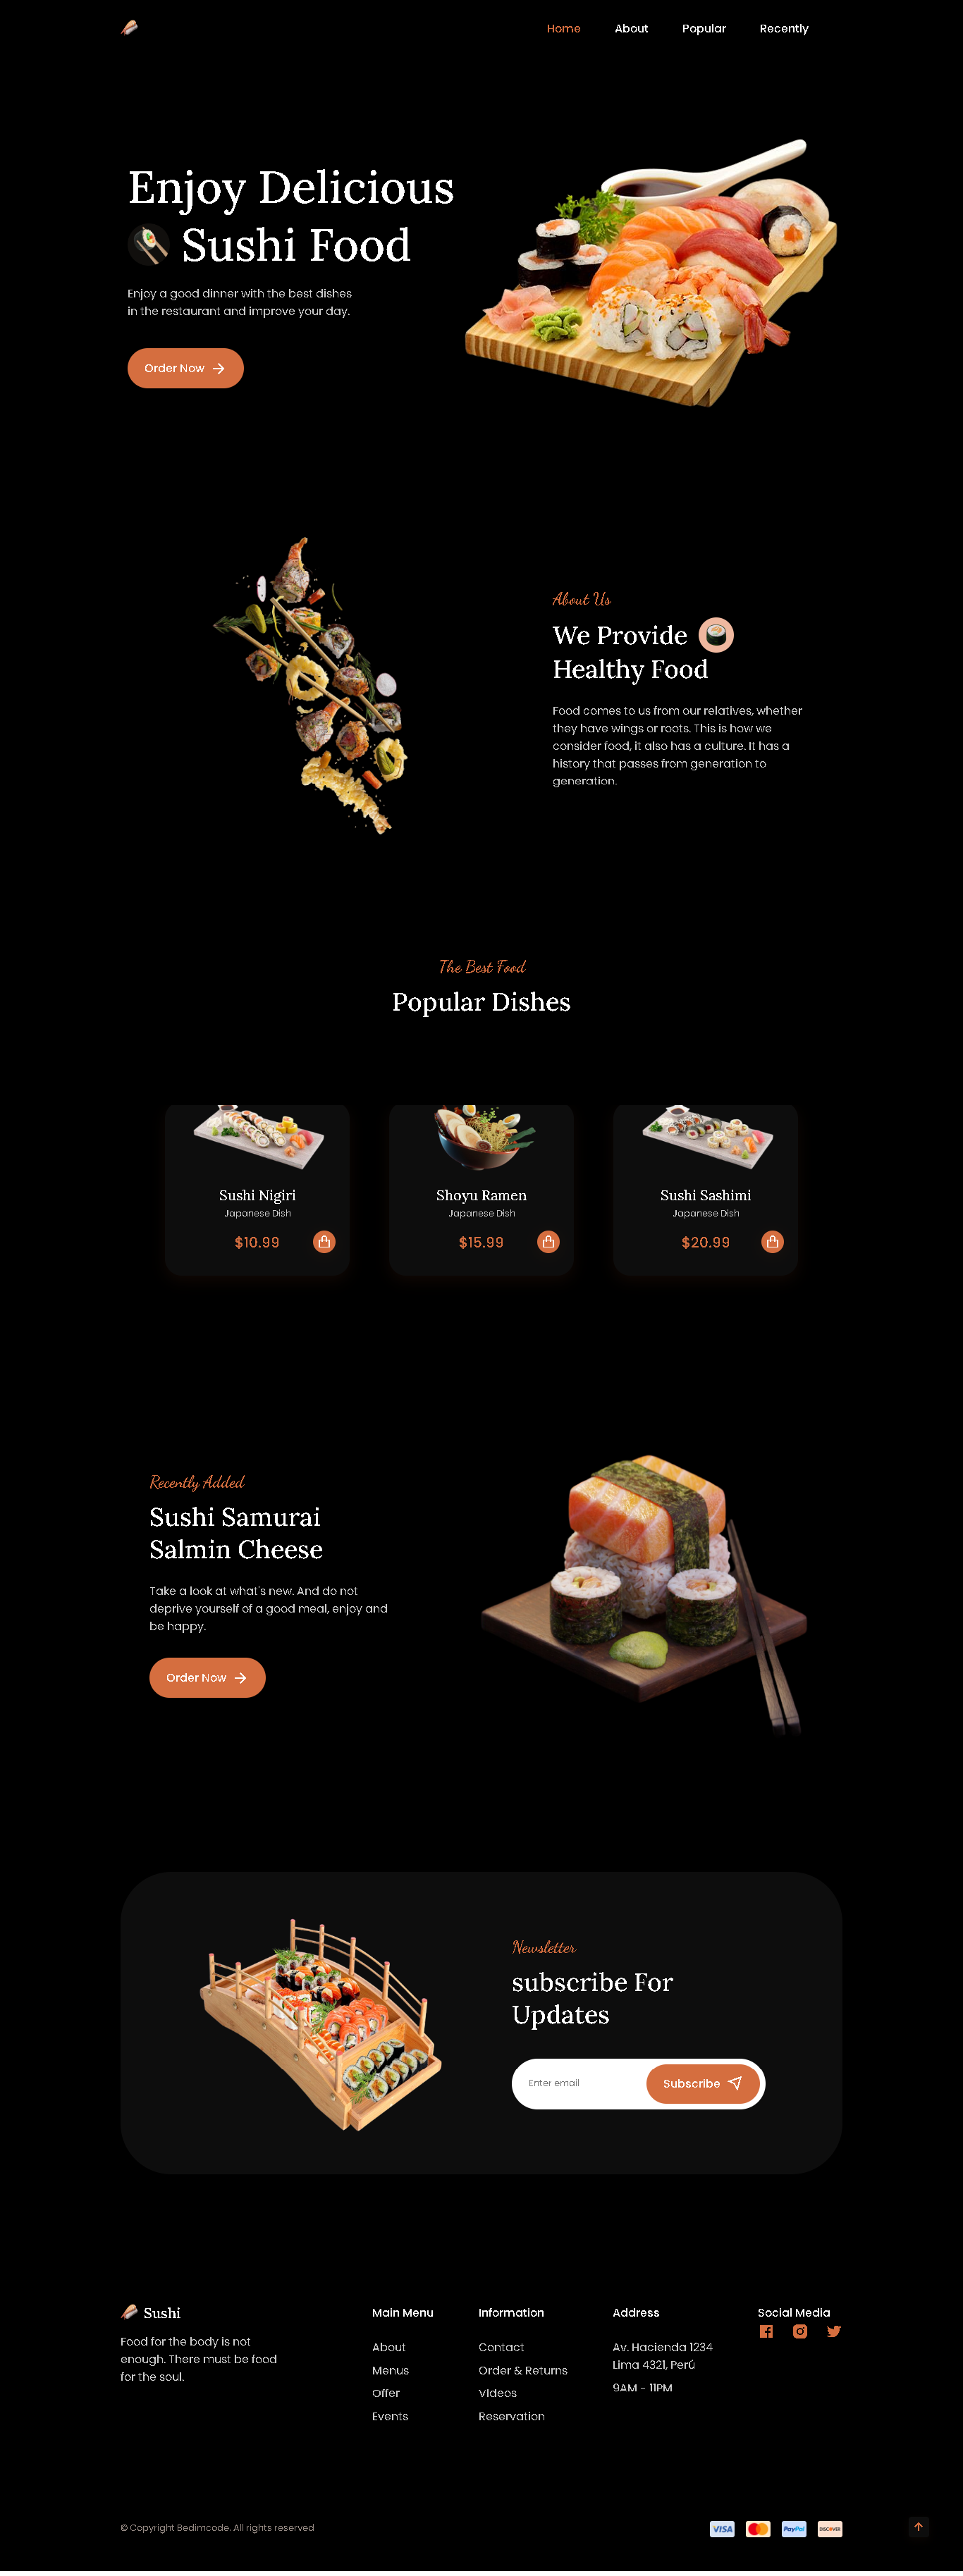 Home About Popular Recently
Enjoy Delicious
Sushi Food
Enjoy a good dinner with the best dishes
in the restaurant and improve your day.
Order Now
About Us
We Provide
Healthy Food
Food comes to us from our relatives, whether
they have wings or roots. This is how we
consider food, it also has a culture. It has a
history that passes from generation to
generation.
The Best Food
Popular Dishes
Sushi Nigiri
Japanese Dish
$10.99
Shoyu Ramen
Japanese Dish
$15.99
Sushi Sashimi
Japanese Dish
$20.99
Recently Added
Sushi Samurai
Salmin Cheese
Take a look at what's new. And do not
deprive yourself of a good meal, enjoy and
be happy.
Order Now
Newsletter
subscribe For
Updates
Enter email
Subscribe
Sushi
Food for the body is not
enough. There must be food
for the soul.
Main Menu
About
Menus
Offer
Events
Information
Contact
Order & Returns
Videos
Reservation
Address
Av. Hacienda 1234
Lima 4321, Perú
9AM - 11PM
Social Media
© Copyright Bedimcode. All rights reserved
VISA
PayPal
DISCOVER